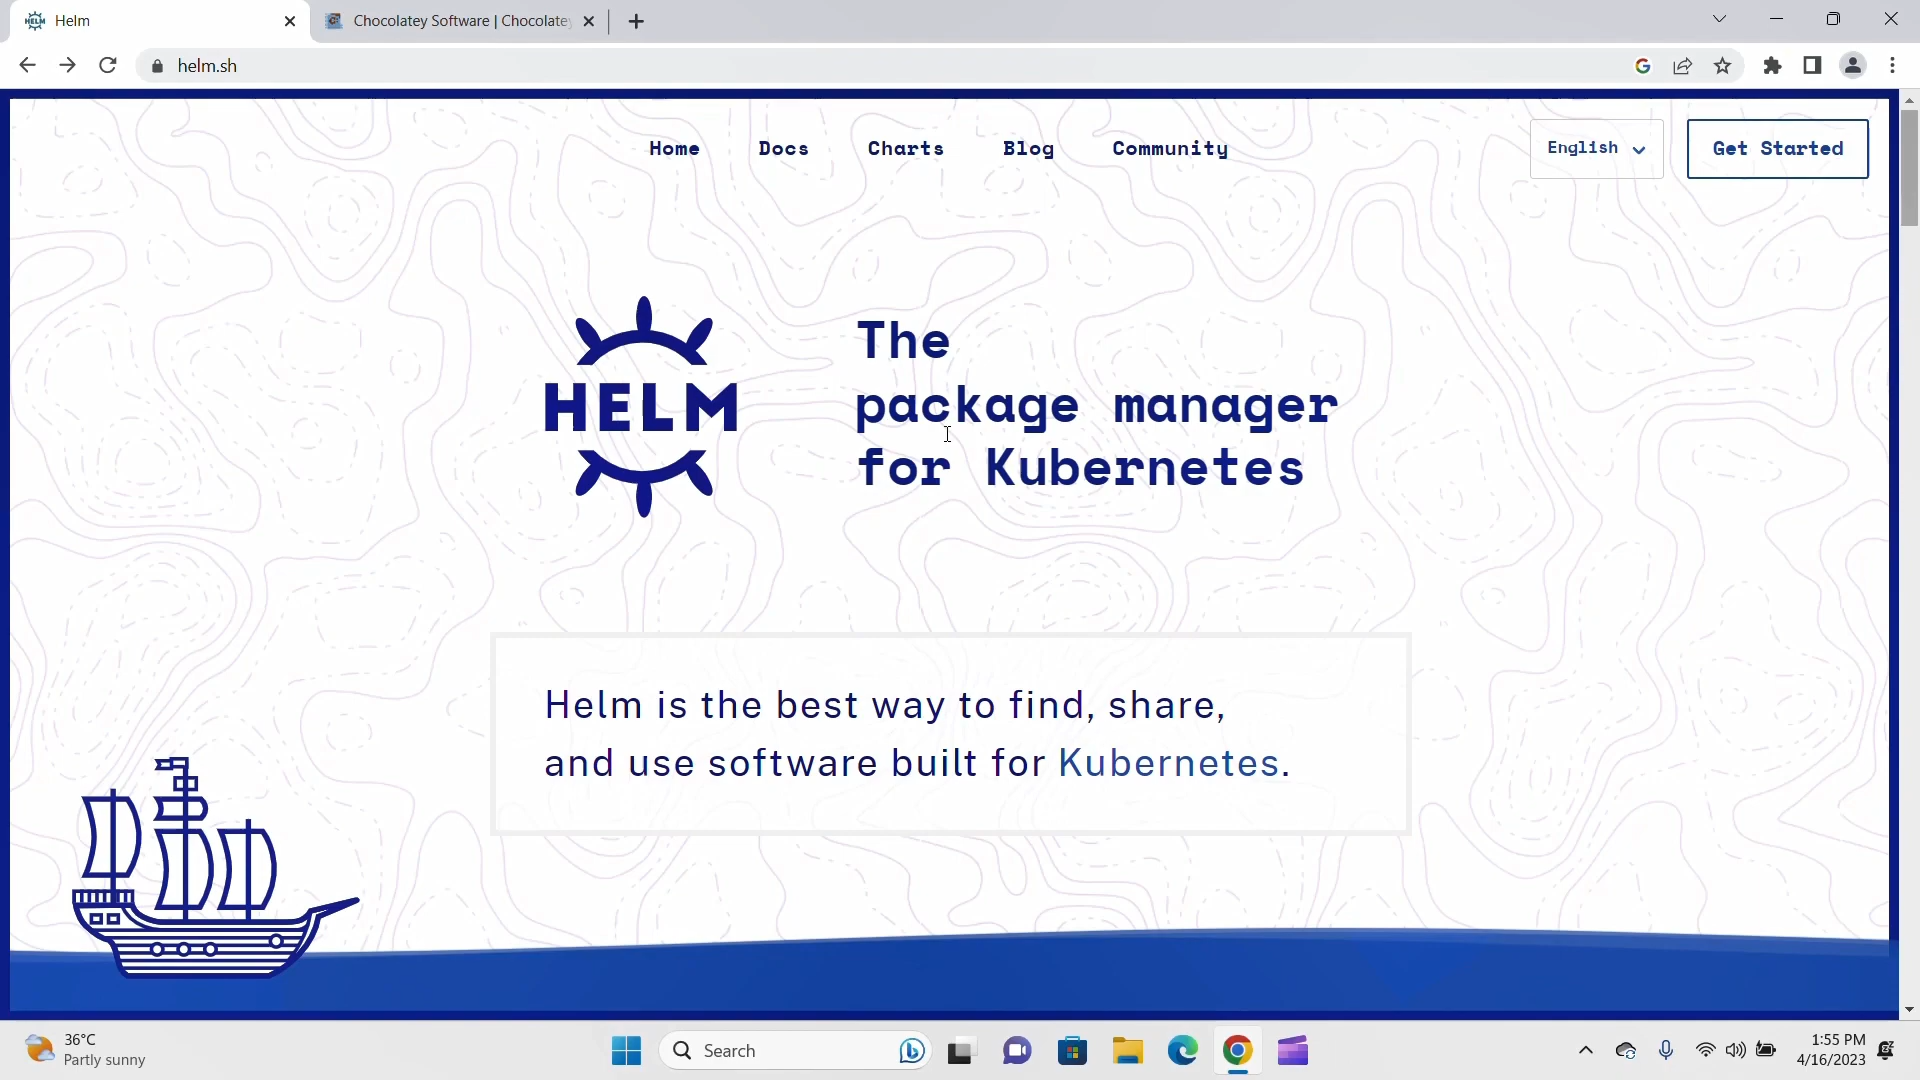 Helm
Chocolatey Software | Chocolatey
helm.sh
Home Docs Charts Blog Community
English
Get Started
HELM
The
package manager
for Kubernetes
Helm is the best way to find, share,
and use software built for Kubernetes.
36°C
Partly sunny
Search
1:55 PM
4/16/2023